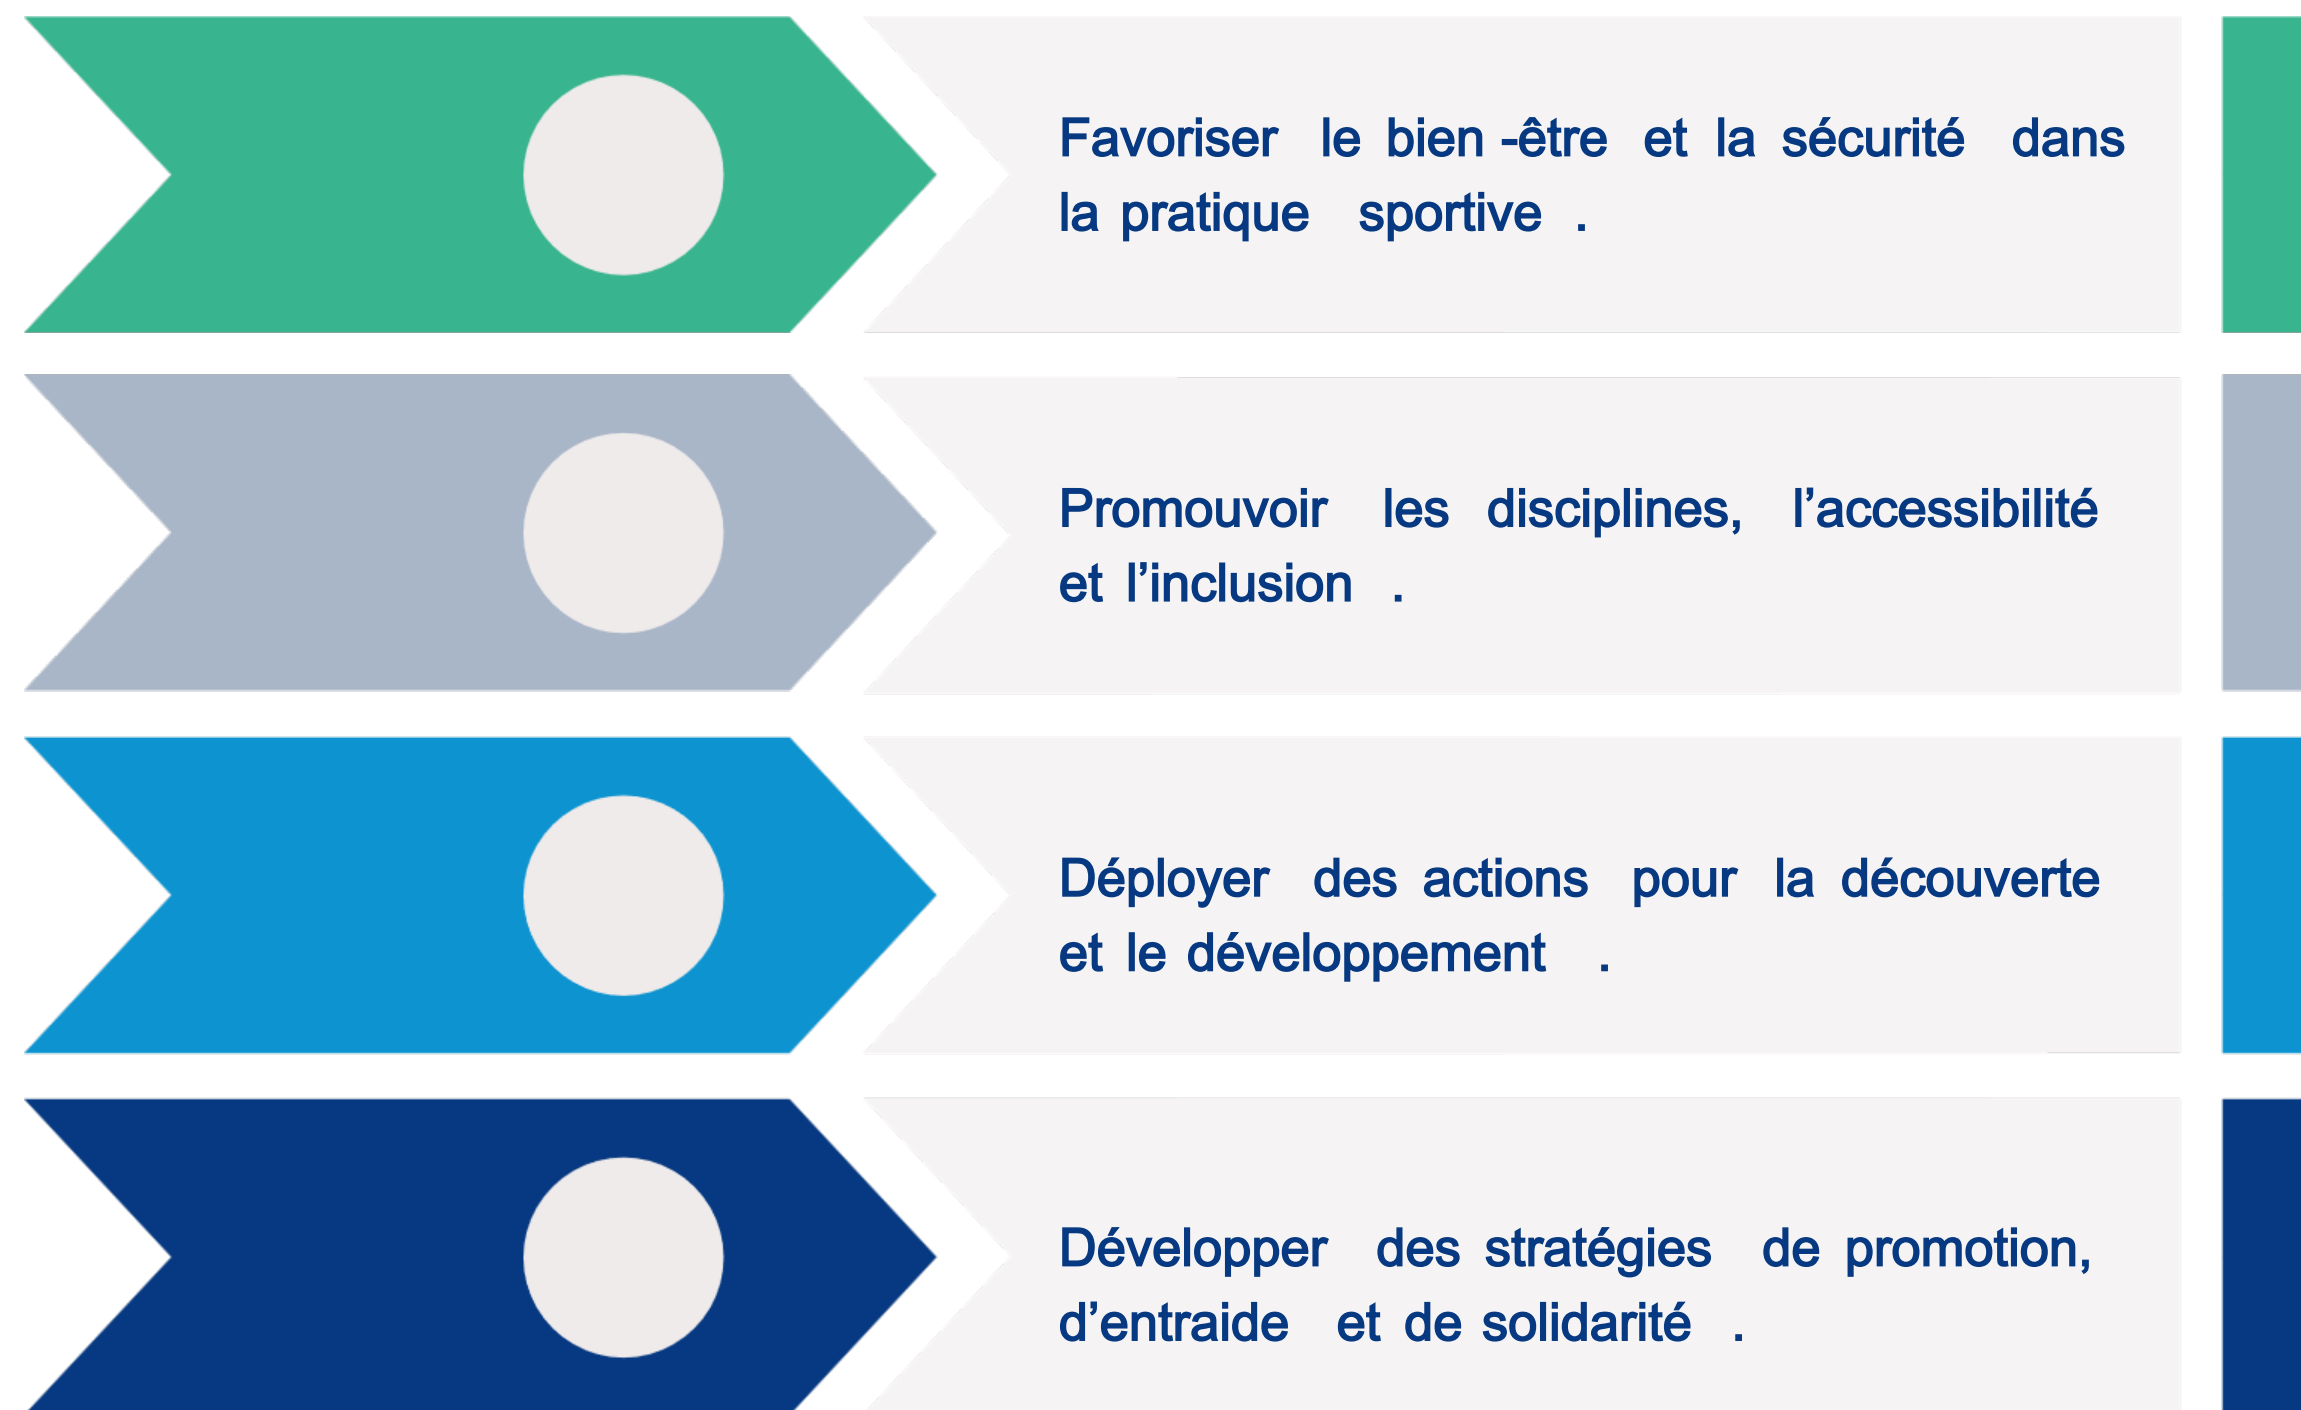 Favoriser le bien-être et la sécurité dans
la pratique sportive.
Promouvoir les disciplines, l’accessibilité
et l’inclusion.
Déployer des actions pour la découverte
et le développement.
Développer des stratégies de promotion,
d’entraide et de solidarité.